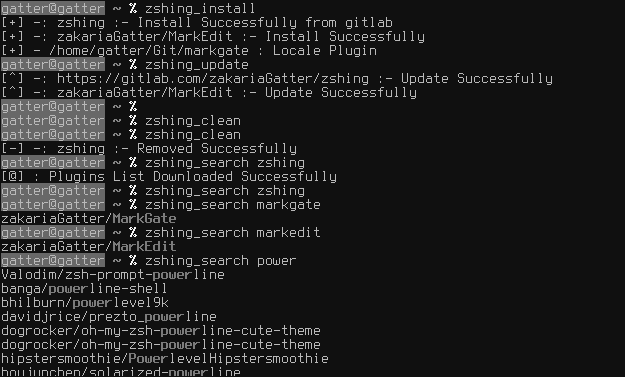 gatter@gatter ~ % zshing_install
[+] -: zshing :- Install Successfully from gitlab
[+] -: zakariaGatter/MarkEdit :- Install Successfully
[+] - /home/gatter/Git/markgate : Locale Plugin
gatter@gatter ~ % zshing_update
[^] -: https://gitlab.com/zakariaGatter/zshing :- Update Successfully
[^] -: zakariaGatter/MarkEdit :- Update Successfully
gatter@gatter ~ %
gatter@gatter ~ % zshing_clean
gatter@gatter ~ % zshing_clean
[-] -: zshing :- Removed Successfully
gatter@gatter ~ % zshing_search zshing
[@] : Plugins List Downloaded Successfully
gatter@gatter ~ % zshing_search zshing
gatter@gatter ~ % zshing_search markgate
zakariaGatter/MarkGate
gatter@gatter ~ % zshing_search markedit
zakariaGatter/MarkEdit
gatter@gatter ~ % zshing_search power
Valodim/zsh-prompt-powerline
banga/powerline-shell
bhilburn/powerlevel9k
davidjrice/prezto_powerline
dogrocker/oh-my-zsh-powerline-cute-theme
dogrocker/oh-my-zsh-powerline-cute-theme
hipstersmoothie/PowerlevelHipstersmoothie
houjunchen/solarized-powerline